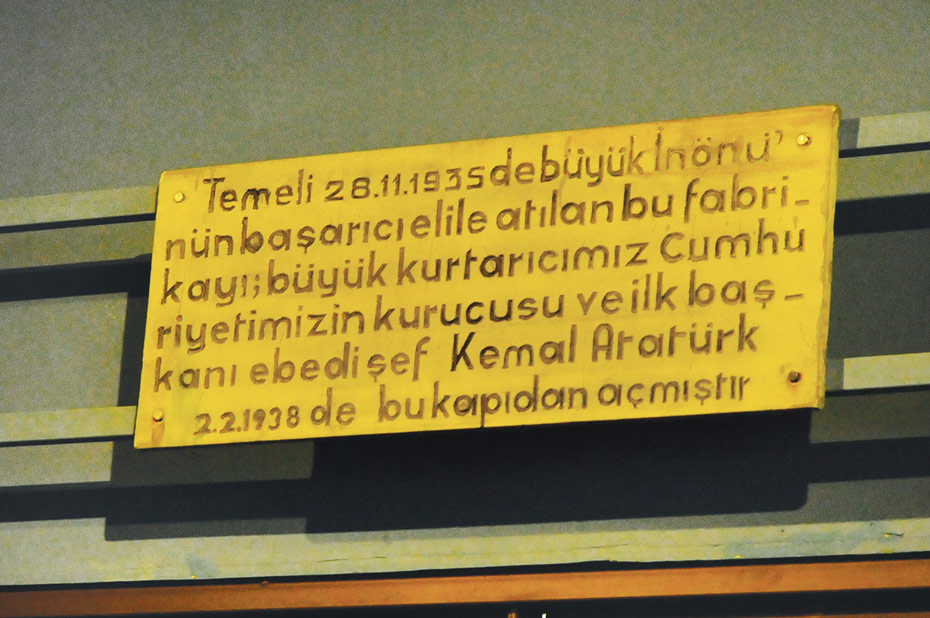 Temeli 28.11.1935 de büyük İnönü'
nün başarıcı elile atılan bu fabri-
kayı; büyük kurtarıcımız Cumhu
riyetimizin kurucusu ve ilk baş-
kanı ebedi şef Kemal Atatürk
2.2.1938 de bu kapıdan açmıştır